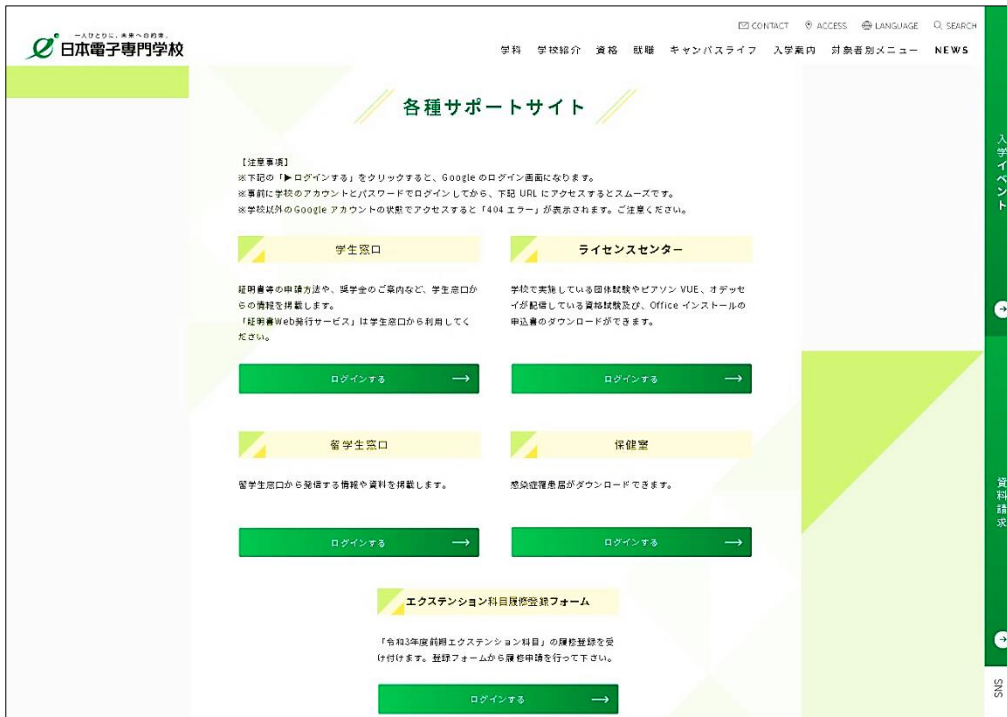 一人ひとりに、未来への約束。
日本電子専門学校
CONTACT ACCESS LANGUAGE SEARCH
学科 学校紹介 資格 就職 キャンパスライフ 入学案内 対象者別メニュー NEWS
各種サポートサイト
【注意事項】
※下記の「▶ログインする」をクリックすると、Googleのログイン画面になります。
※事前に学校のアカウントとパスワードでログインしてから、下記 URL にアクセスするとスムーズです。
※学校以外のGoogle アカウントの状態でアクセスすると「404 エラー」が表示されます。ご注意ください。
学生窓口
証明書等の申請方法や、奨学金のご案内など、学生窓口か
らの情報を掲載します。
「証明書Web発行サービス」は学生窓口から利用してく
ださい。
ログインする
ライセンスセンター
学校で実施している団体試験やピアソン VUE、オデッセ
イが配信している資格試験及び、Office インストールの
申込書のダウンロードができます。
ログインする
留学生窓口
留学生窓口から発信する情報や資料を掲載します。
ログインする
保健室
感染症罹患届がダウンロードできます。
ログインする
エクステンション科目履修登録フォーム
「令和3年度前期エクステンション科目」の履修登録を受
け付けます。登録フォームから履修申請を行って下さい。
ログインする
入学イベント
資料請求
SNS